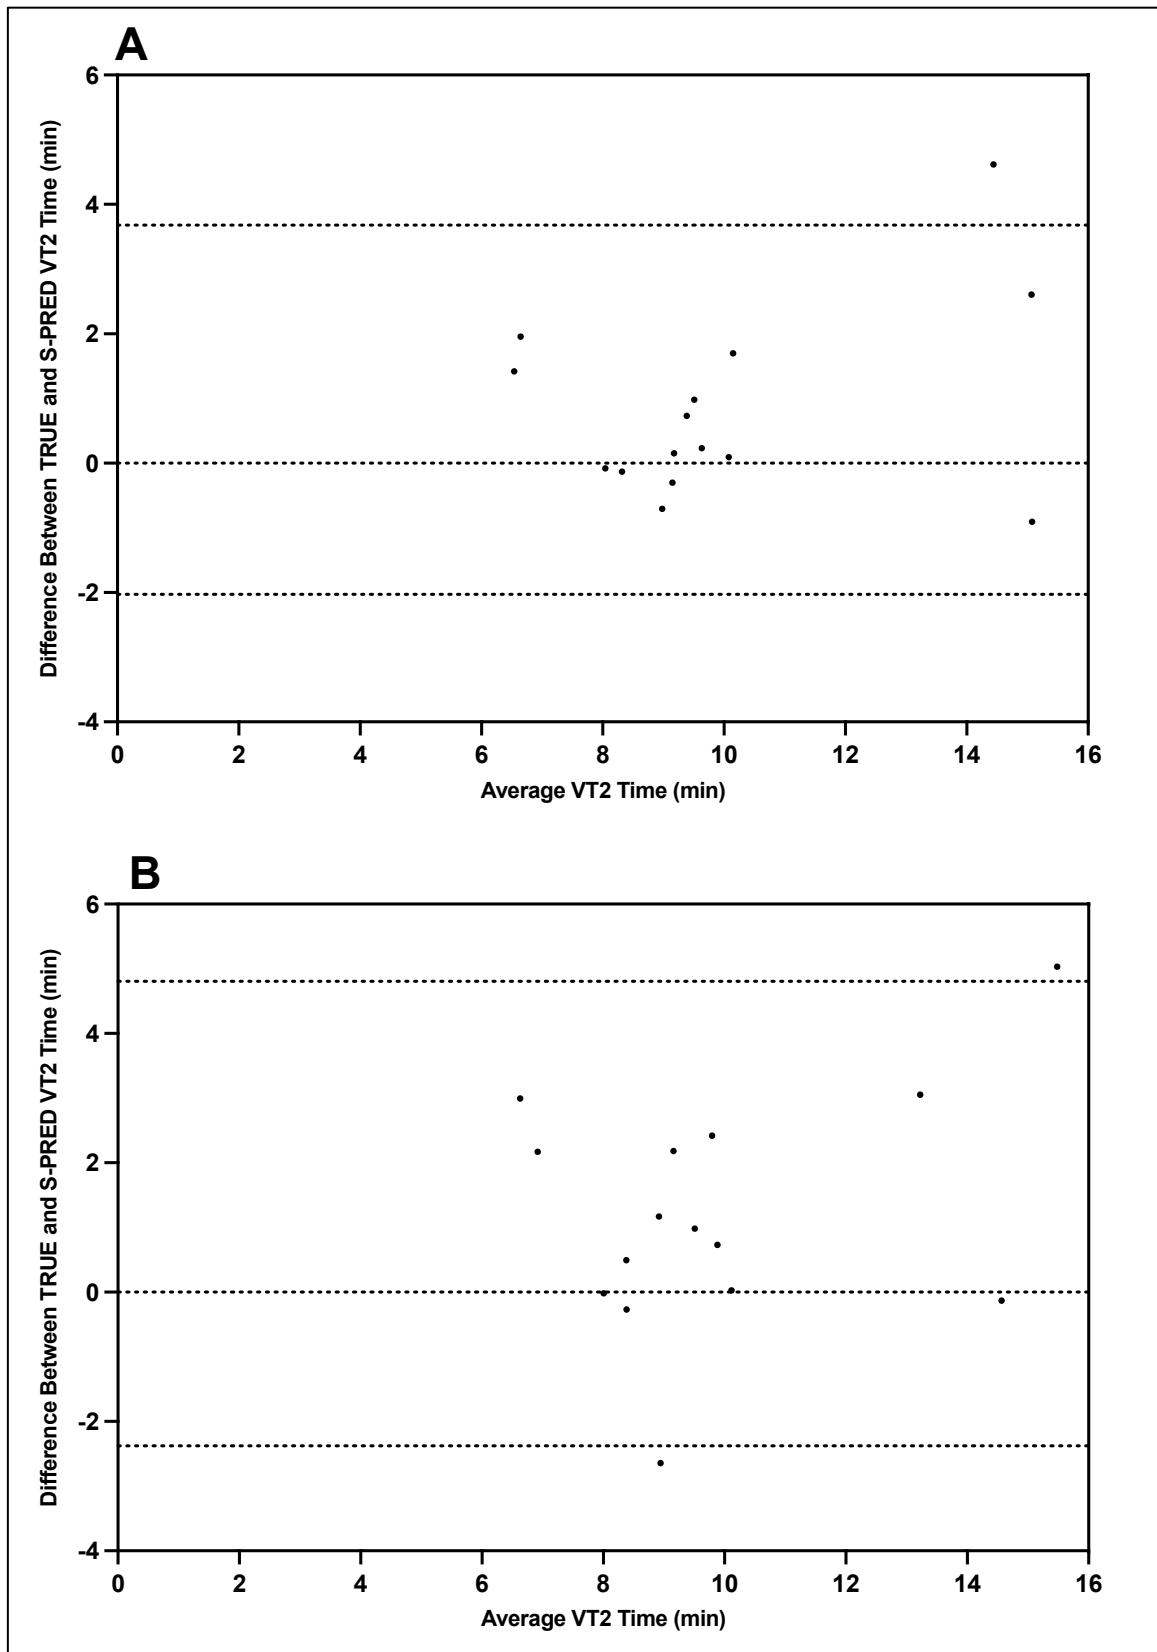 A
Difference Between TRUE and S-PRED VT2 Time (min)
6
4
2
0
-2
-4
0 2 4 6 8 10 12 14 16
Average VT2 Time (min)
B
Difference Between TRUE and S-PRED VT2 Time (min)
6
4
2
0
-2
-4
0 2 4 6 8 10 12 14 16
Average VT2 Time (min)